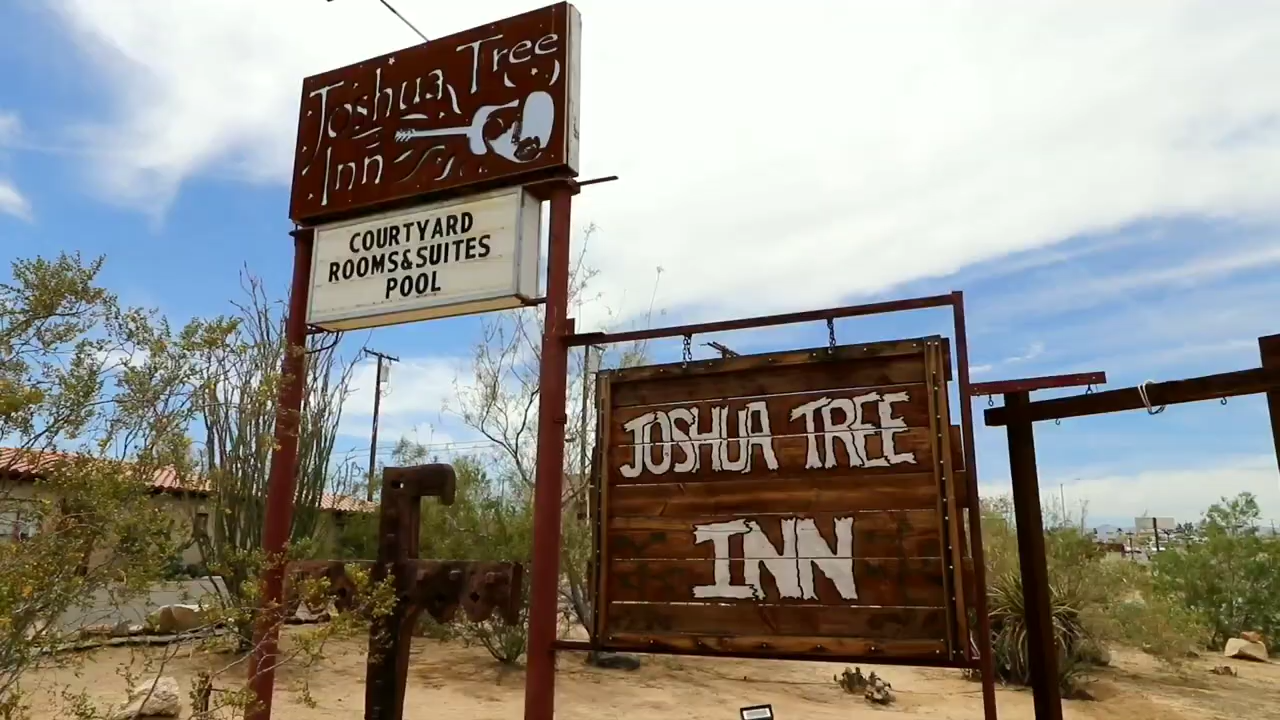 Joshua Tree
Inn
COURTYARD
ROOMS&SUITES
POOL
JOSHUA TREE
INN